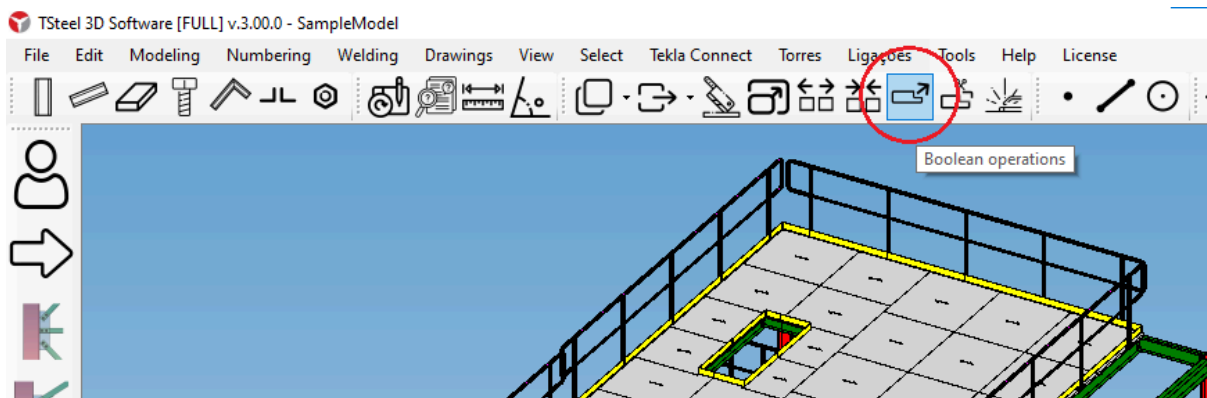 TSteel 3D Software [FULL] v.3.00.0 - SampleModel
File Edit Modeling Numbering Welding Drawings View Select Tekla Connect Torres Ligações Tools Help License
Boolean operations